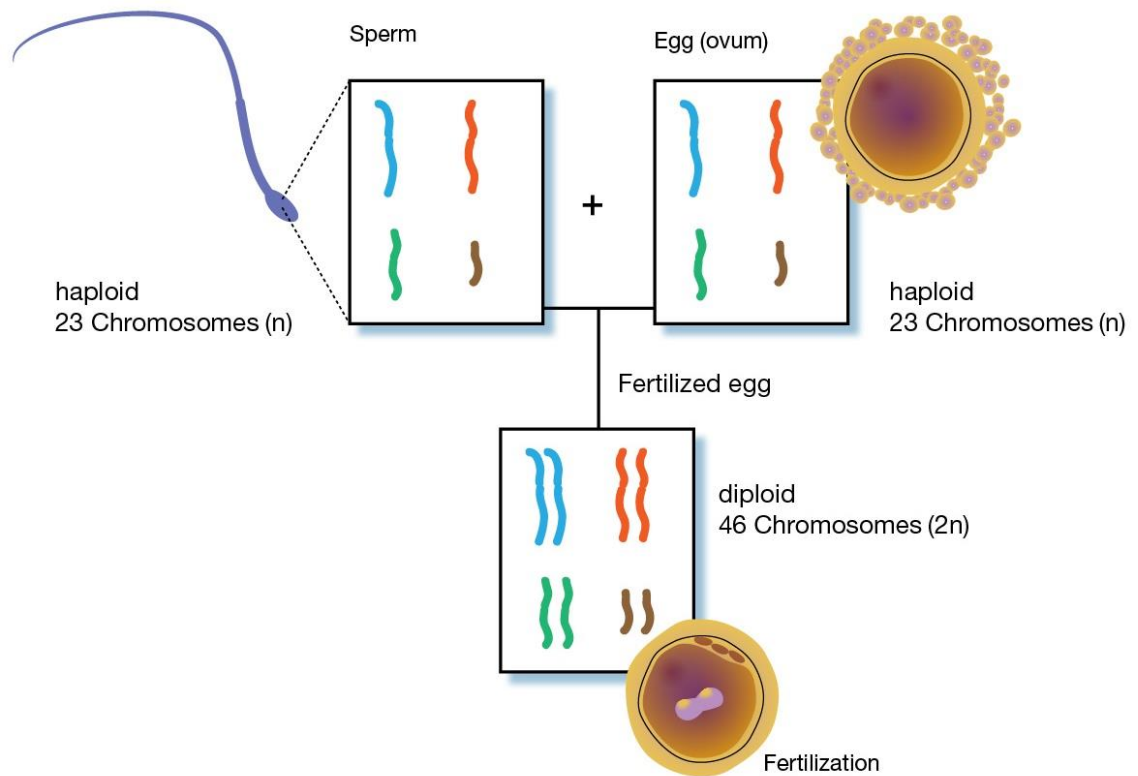 Sperm
Egg (ovum)
+
haploid
23 Chromosomes (n)
haploid
23 Chromosomes (n)
Fertilized egg
diploid
46 Chromosomes (2n)
Fertilization